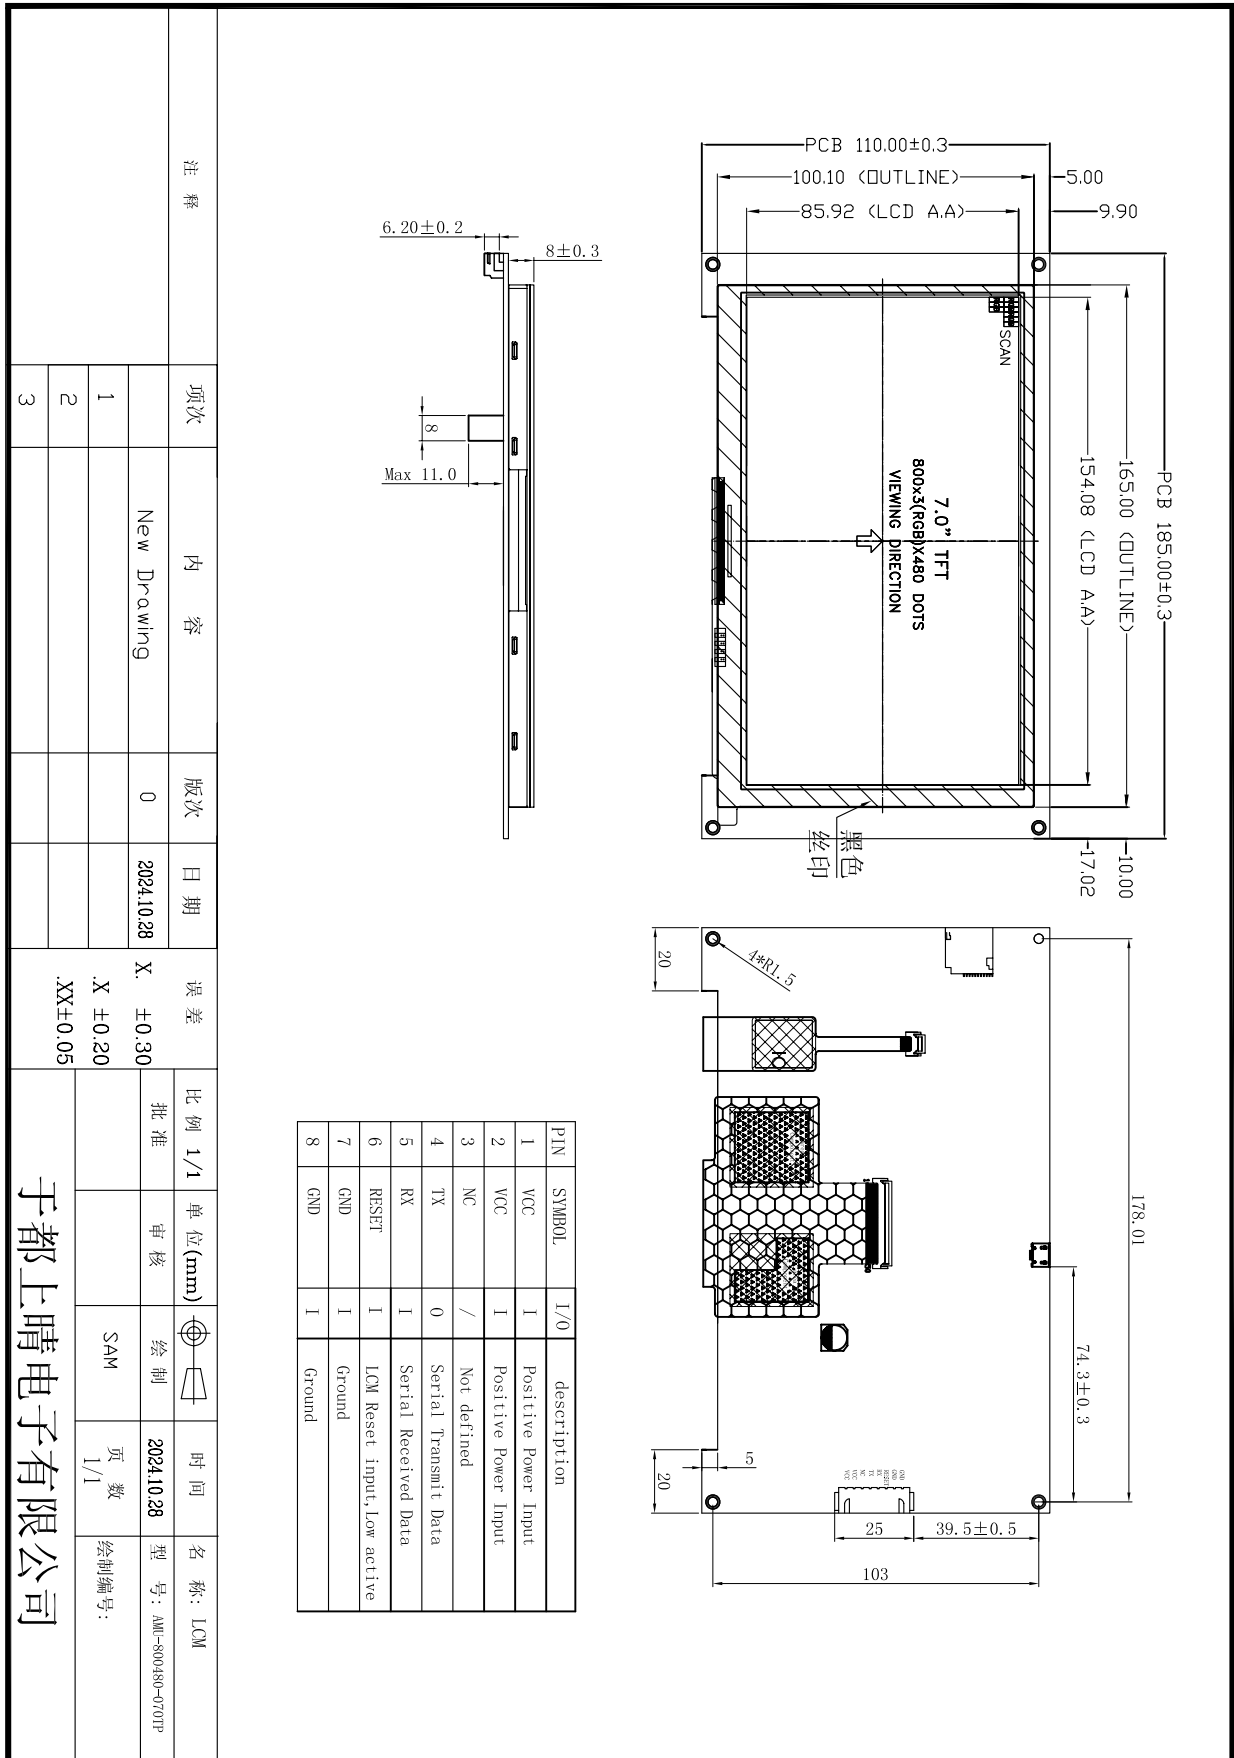 PCB 185.00±0.3
165.00 (OUTLINE)
10.00
154.08 (LCD A.A)
17.02
PCB 110.00±0.3
100.10 (OUTLINE)
5.00
85.92 (LCD A.A)
9.90
SCAN
7.0” TFT
800x3(RGB)X480 DOTS
VIEWING DIRECTION
黑色
丝印
6.20±0.2
8±0.3
8
Max 11.0
178.01
74.3±0.3
4*R1.5
20
5
20
25
39.5±0.5
103
GND
GND
RESET
RX
TX
NC
VCC
VCC
PIN SYMBOL I/O description
1 VCC I Positive Power Input
2 VCC I Positive Power Input
3 NC / Not defined
4 TX O Serial Transmit Data
5 RX I Serial Received Data
6 RESET I LCM Reset input,Low active
7 GND I Ground
8 GND I Ground
注 释
项次 内 容 版次 日 期
New Drawing 0 2024.10.28
1
2
3
误 差
X. ±0.30
.X ±0.20
.XX±0.05
比 例 1/1 单 位(mm) 时 间 名 称: LCM
批 准 审 核 绘 制 2024.10.28 型 号: AMU-800480-070TP
SAM 页 数 绘制编号:
1/1
于都上晴电子有限公司